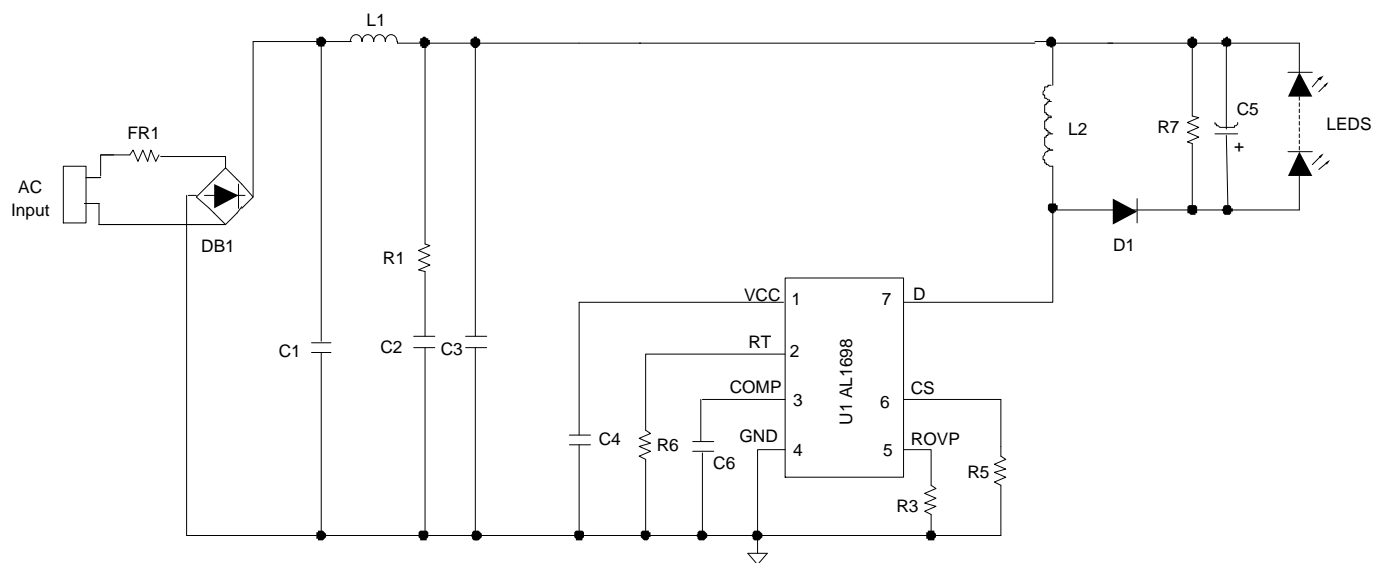 L1
FR1
AC
Input
DB1
C1
R1
C2
C3
L2
R7
C5
+
LEDS
D1
VCC
1
7
D
RT
2
U1 AL1698
COMP
3
6
CS
GND
4
5
ROVP
C4
R6
C6
R3
R5